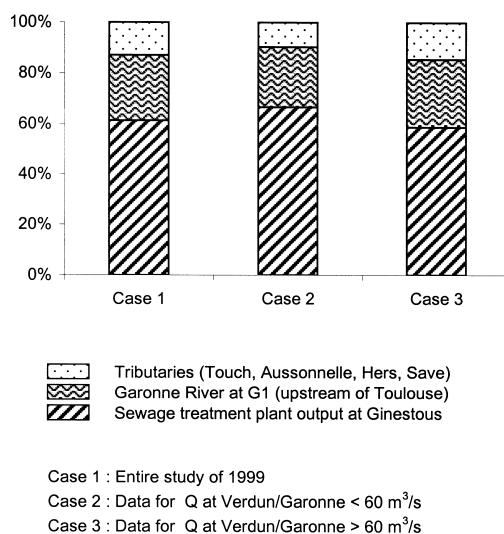 100%
80%
60%
40%
20%
0%
Case 1 Case 2 Case 3
Tributaries (Touch, Aussonnelle, Hers, Save)
Garonne River at G1 (upstream of Toulouse)
Sewage treatment plant output at Ginestous
Case 1 : Entire study of 1999
Case 2 : Data for Q at Verdun/Garonne < 60 m³/s
Case 3 : Data for Q at Verdun/Garonne > 60 m³/s